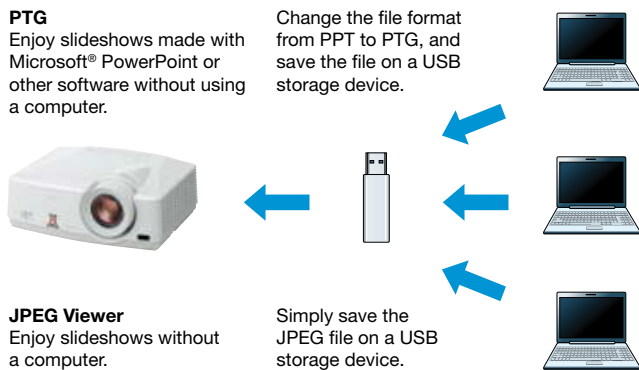 PTG
Enjoy slideshows made with
Microsoft® PowerPoint or
other software without using
a computer.
Change the file format
from PPT to PTG, and
save the file on a USB
storage device.
JPEG Viewer
Enjoy slideshows without
a computer.
Simply save the
JPEG file on a USB
storage device.